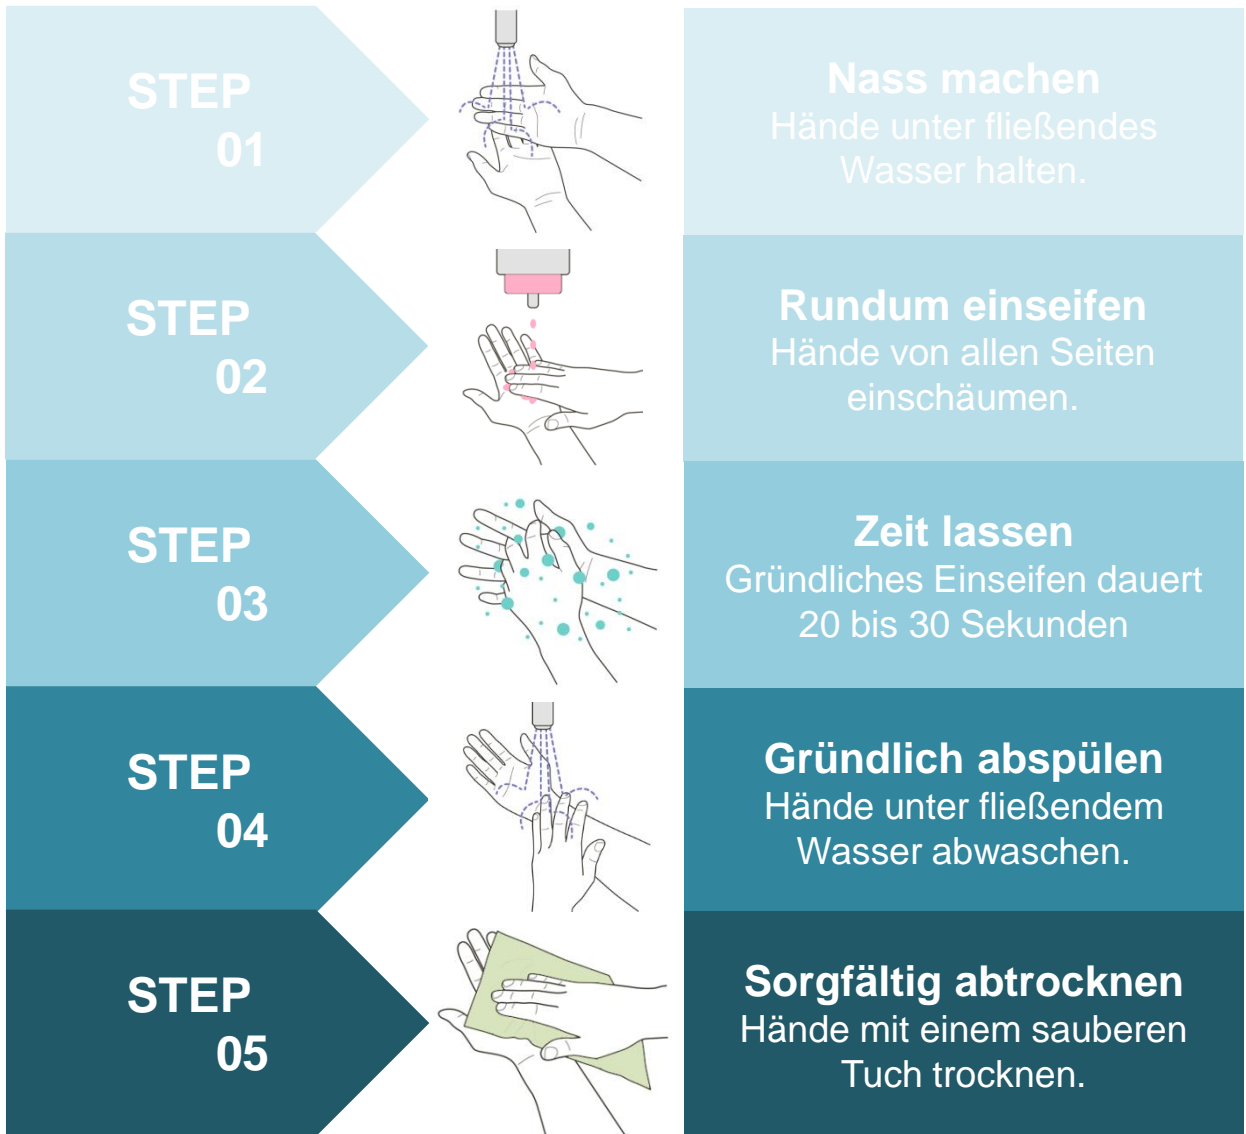 STEP
01
Nass machen
Hände unter fließendes
Wasser halten.
STEP
02
Rundum einseifen
Hände von allen Seiten
einschäumen.
STEP
03
Zeit lassen
Gründliches Einseifen dauert
20 bis 30 Sekunden
STEP
04
Gründlich abspülen
Hände unter fließendem
Wasser abwaschen.
STEP
05
Sorgfältig abtrocknen
Hände mit einem sauberen
Tuch trocknen.